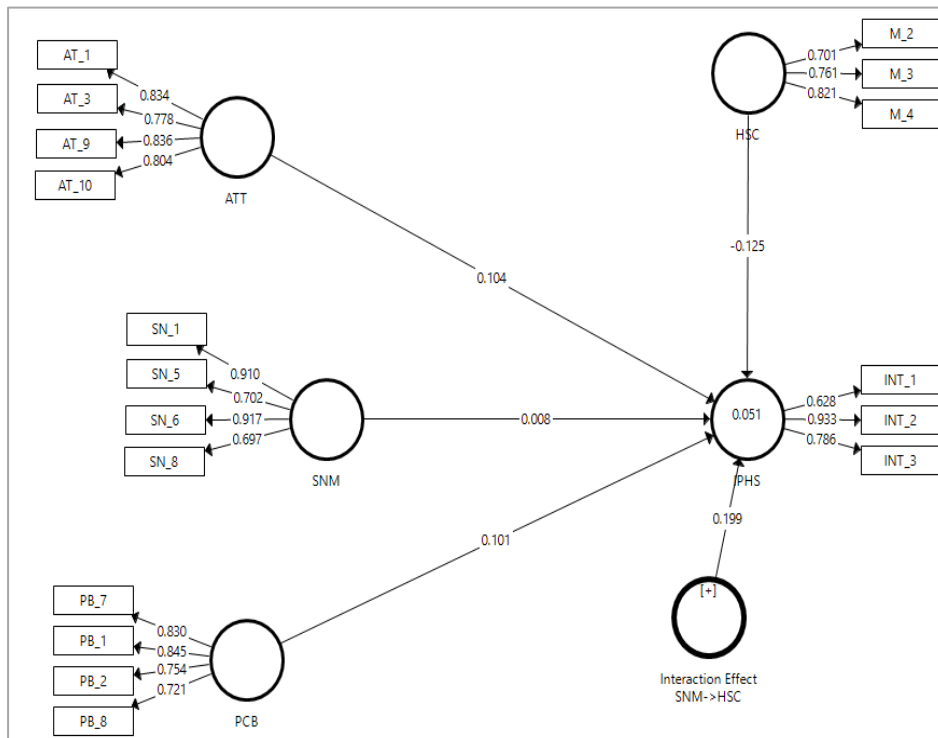 AT_1
AT_3
AT_9
AT_10
0.834
0.778
0.836
0.804
ATT
M_2
M_3
M_4
0.701
0.761
0.821
HSC
-0.125
0.104
SN_1
SN_5
SN_6
SN_8
0.910
0.702
0.917
0.697
SNM
0.008
0.051
IPHS
INT_1
INT_2
INT_3
0.628
0.933
0.786
0.199
[+]
Interaction Effect
SNM->HSC
0.101
PB_7
PB_1
PB_2
PB_8
0.830
0.845
0.754
0.721
PCB